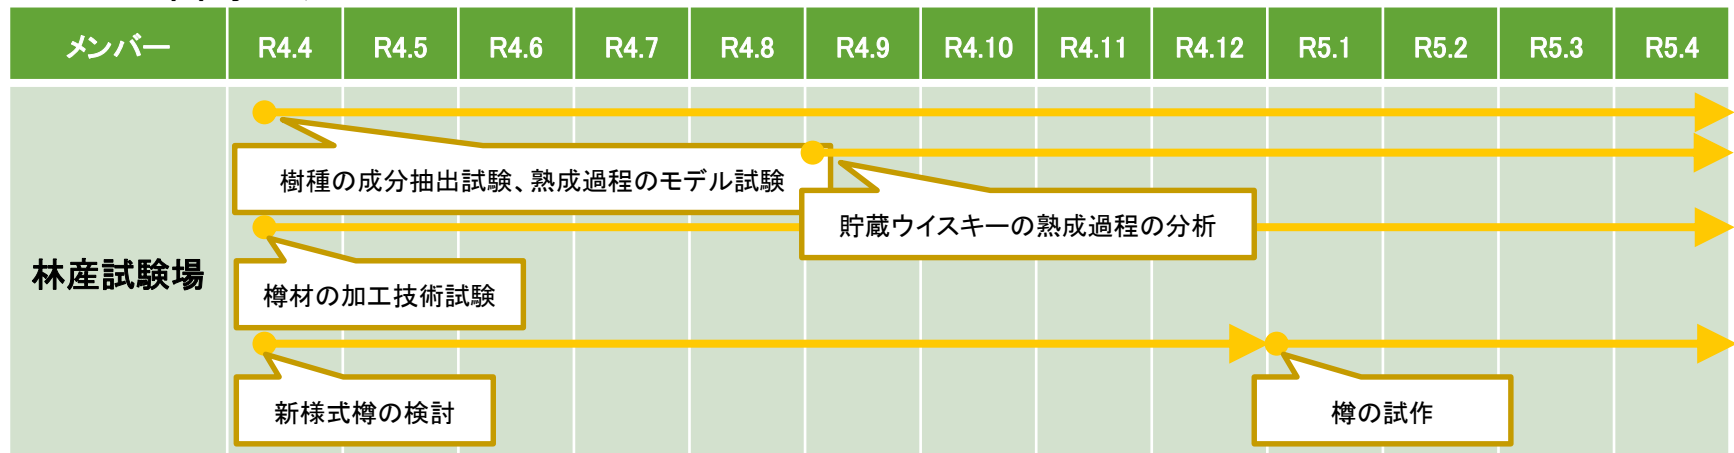 メンバー R4.4 R4.5 R4.6 R4.7 R4.8 R4.9 R4.10 R4.11 R4.12 R5.1 R5.2 R5.3 R5.4
林産試験場
樹種の成分抽出試験、熟成過程のモデル試験
貯蔵ウイスキーの熟成過程の分析
樽材の加工技術試験
新様式樽の検討
樽の試作